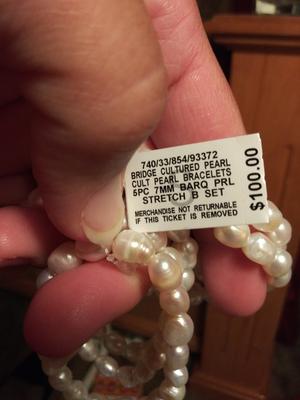 740/33/854/93372
BRIDGE CULTURED PEARL
CULT PEARL BRACELETS
5PC 7MM BARQ PRL
STRETCH B SET
MERCHANDISE NOT RETURNABLE
IF THIS TICKET IS REMOVED
$100.00